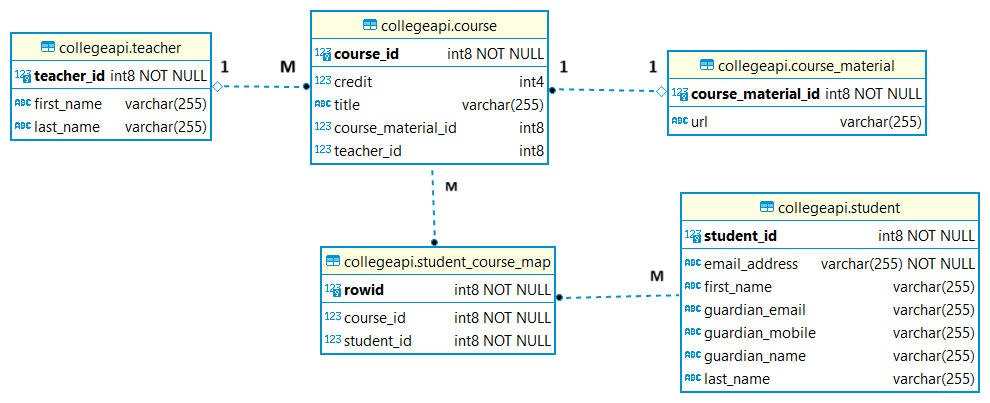 collegeapi.teacher
teacher_id int8 NOT NULL
first_name varchar(255)
last_name varchar(255)
1 M
collegeapi.course
course_id int8 NOT NULL
credit int4
title varchar(255)
course_material_id int8
teacher_id int8
1 1
collegeapi.course_material
course_material_id int8 NOT NULL
url varchar(255)
M
collegeapi.student_course_map
rowid int8 NOT NULL
course_id int8 NOT NULL
student_id int8 NOT NULL
M
collegeapi.student
student_id int8 NOT NULL
email_address varchar(255) NOT NULL
first_name varchar(255)
guardian_email varchar(255)
guardian_mobile varchar(255)
guardian_name varchar(255)
last_name varchar(255)